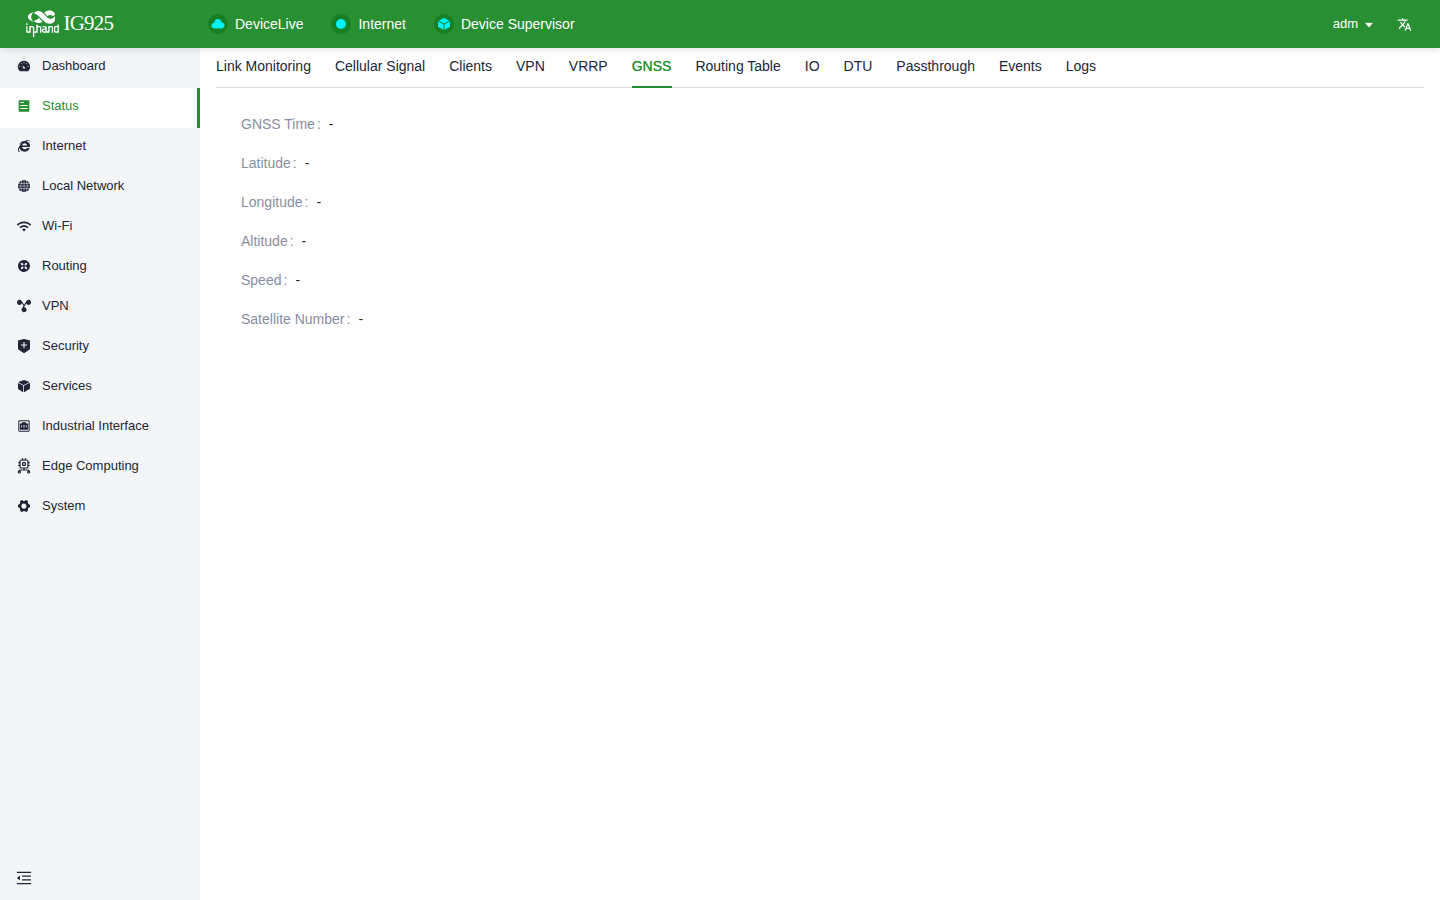 inhand IG925 DeviceLive Internet Device Supervisor adm
Dashboard
Status
Internet
Local Network
Wi-Fi
Routing
VPN
Security
Services
Industrial Interface
Edge Computing
System
Link Monitoring Cellular Signal Clients VPN VRRP GNSS Routing Table IO DTU Passthrough Events Logs
GNSS Time : -
Latitude : -
Longitude : -
Altitude : -
Speed : -
Satellite Number : -